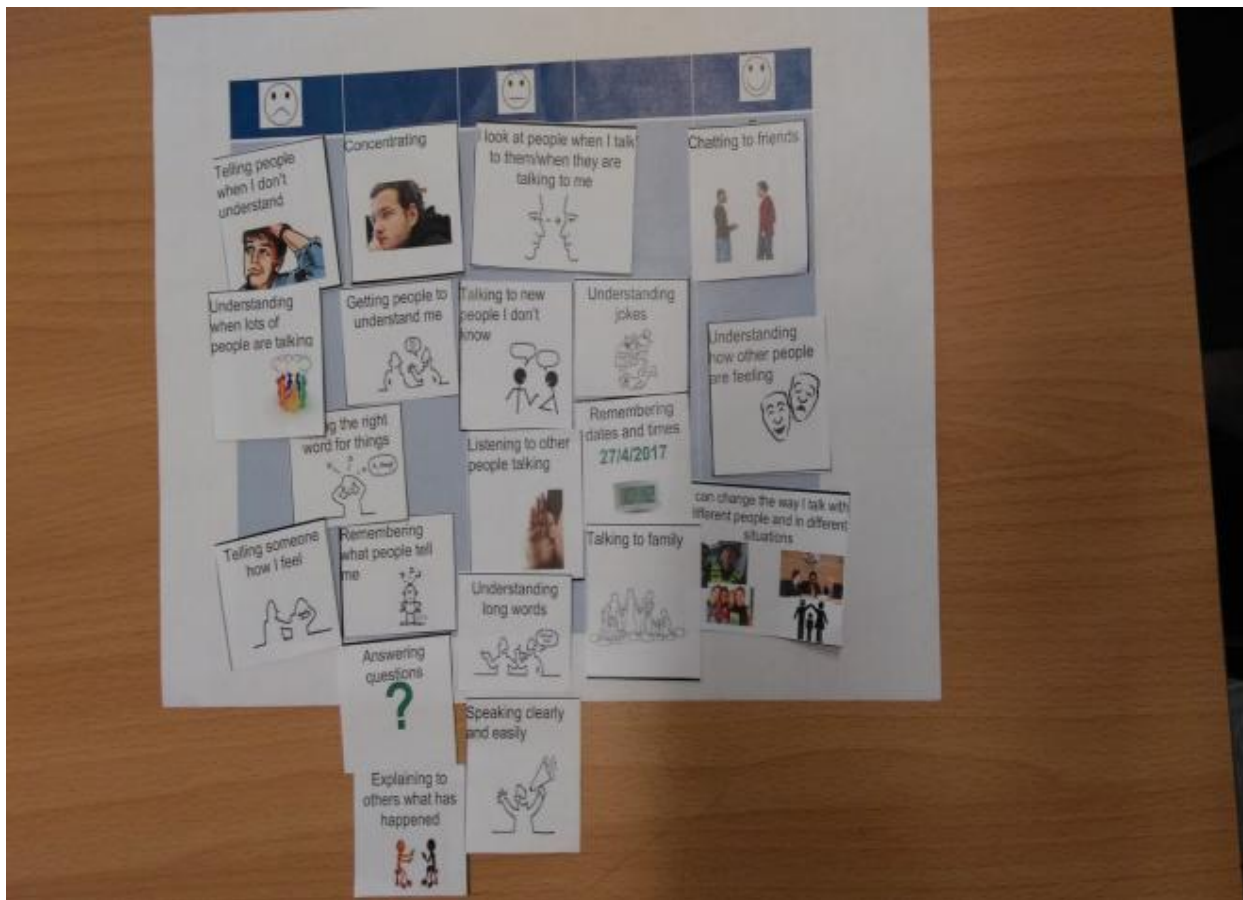 Telling people
when I don't
understand
Concentrating
I look at people when I talk
to them/when they are
talking to me
Chatting to friends
Understanding
when lots of
people are talking
Getting people to
understand me
Talking to new
people I don't
know
Understanding
jokes
Understanding
how other people
are feeling
the right
word for things
Listening to other
people talking
Remembering
dates and times
27/4/2017
can change the way I talk with
different people and in different
situations
Telling someone
how I feel
Remembering
what people tell
me
Understanding
long words
Talking to family
Answering
questions
?
Speaking clearly
and easily
Explaining to
others what has
happened